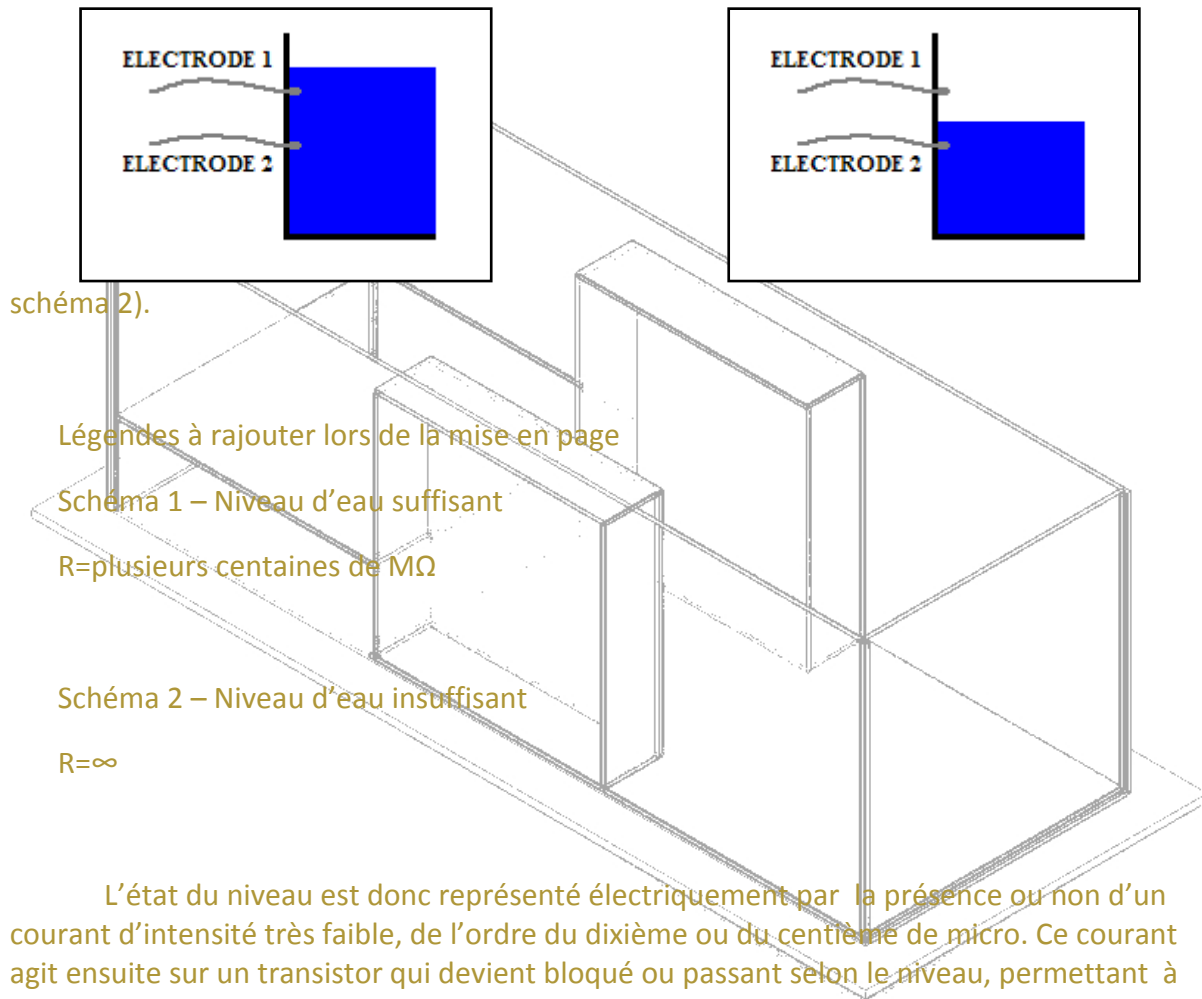 ELECTRODE 1
ELECTRODE 2
ELECTRODE 1
ELECTRODE 2
schéma 2).
Légendes à rajouter lors de la mise en page
Schéma 1 – Niveau d’eau suffisant
R=plusieurs centaines de MΩ
Schéma 2 – Niveau d’eau insuffisant
R=∞
L’état du niveau est donc représenté électriquement par la présence ou non d’un
courant d’intensité très faible, de l’ordre du dixième ou du centième de micro. Ce courant
agit ensuite sur un transistor qui devient bloqué ou passant selon le niveau, permettant à